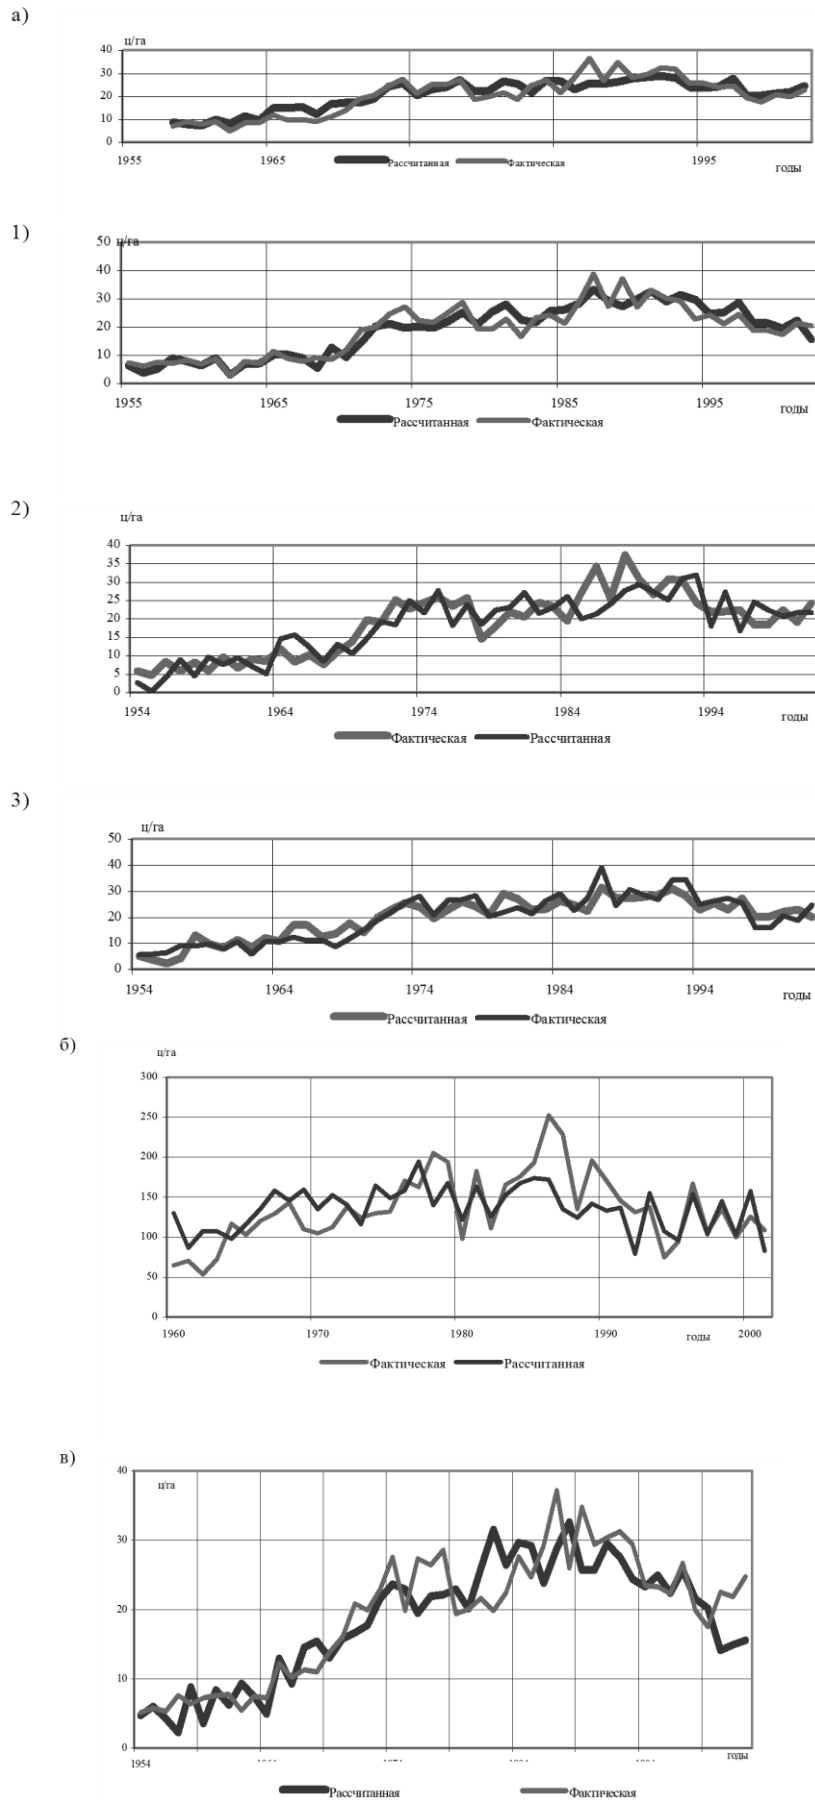 а)
ц/га
40
30
20
10
0
1955 1965 1995
годы
Рассчитанная Фактическая
1)
ц/га
50
40
30
20
10
0
1955 1965 1975 1985 1995
годы
Рассчитанная Фактическая
2)
ц/га
40
35
30
25
20
15
10
5
0
1954 1964 1974 1984 1994
годы
Фактическая Рассчитанная
3)
ц/га
50
40
30
20
10
0
1954 1964 1974 1984 1994
годы
Рассчитанная Фактическая
б)
ц/га
300
250
200
150
100
50
0
1960 1970 1980 1990 годы 2000
Фактическая Рассчитанная
в)
40
ц/га
30
20
10
0
1954 1964 1974 1984 1994 годы
Рассчитанная Фактическая